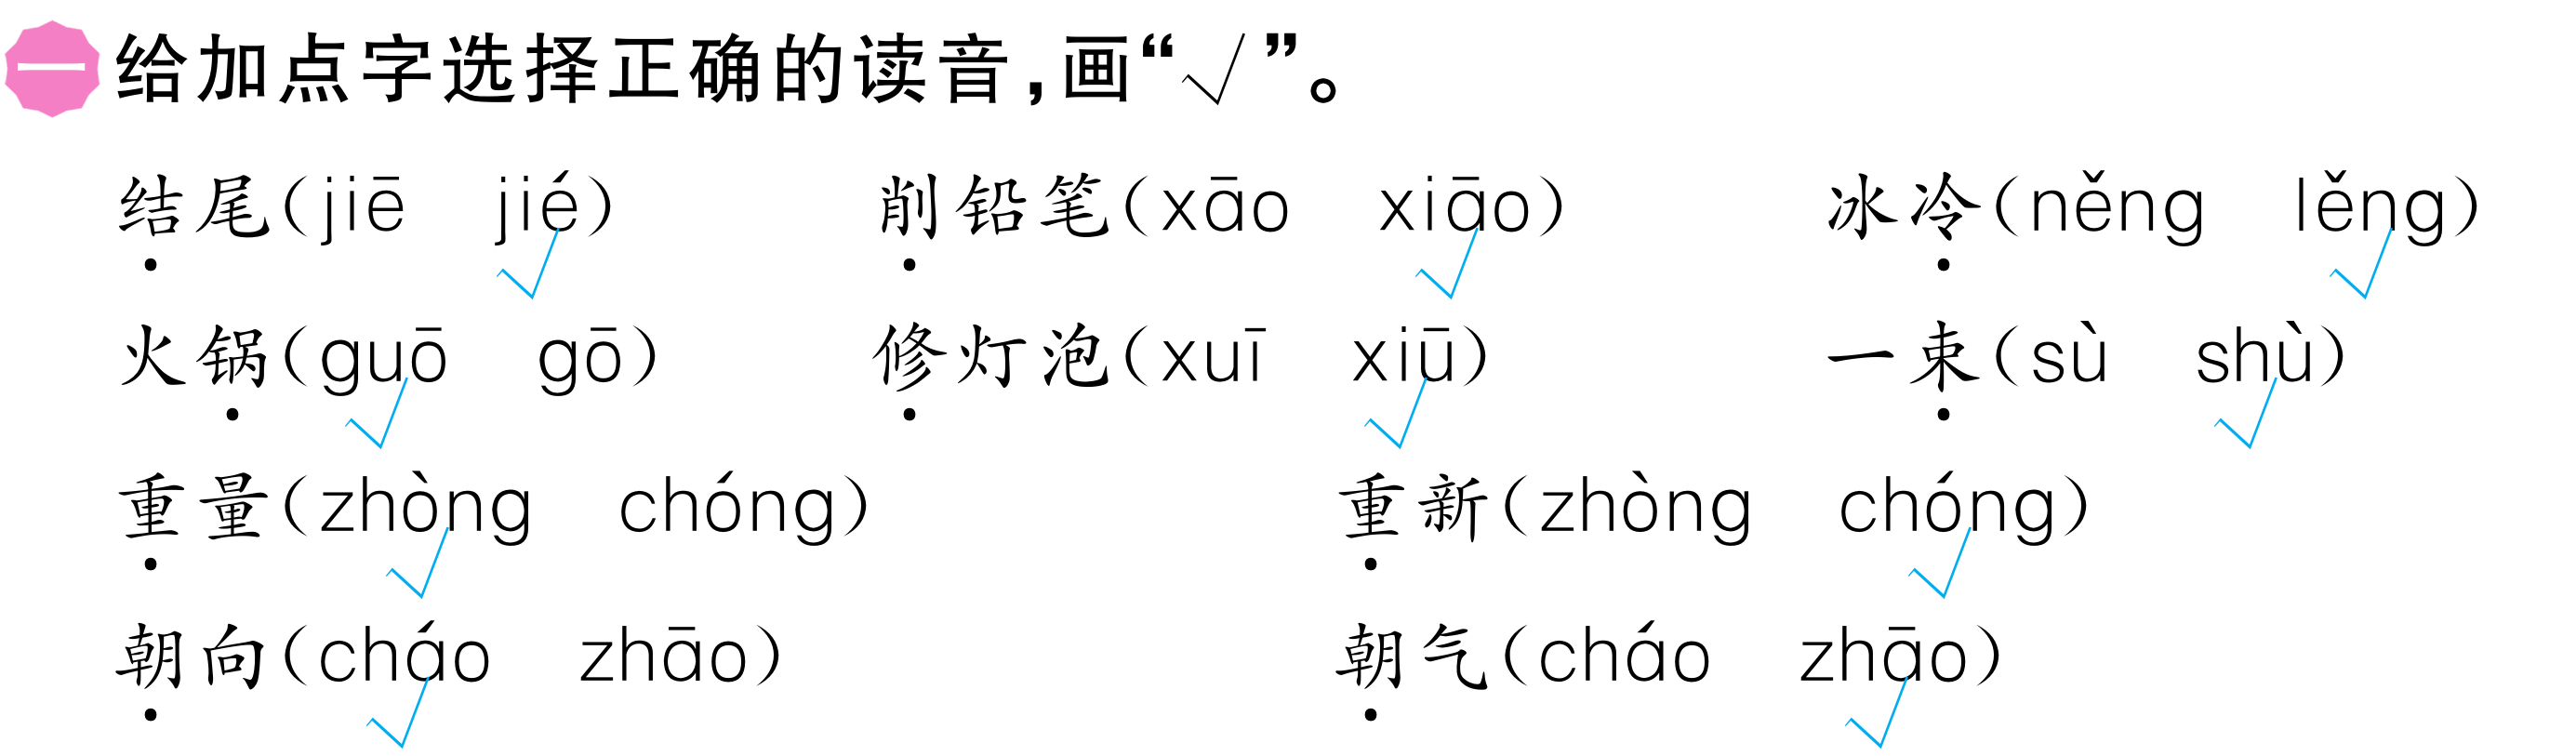 一 给加点字选择正确的读音，画“√”。
结尾(jiē jié√) 削铅笔(xāo xiāo√) 冰冷(něng lěng√)
火锅(guō√ gō) 修灯泡(xuī xiū√) 一束(sù shù√)
重量(zhòng√ chóng) 重新(zhòng chóng√)
朝向(cháo√ zhāo) 朝气(cháo zhāo√)